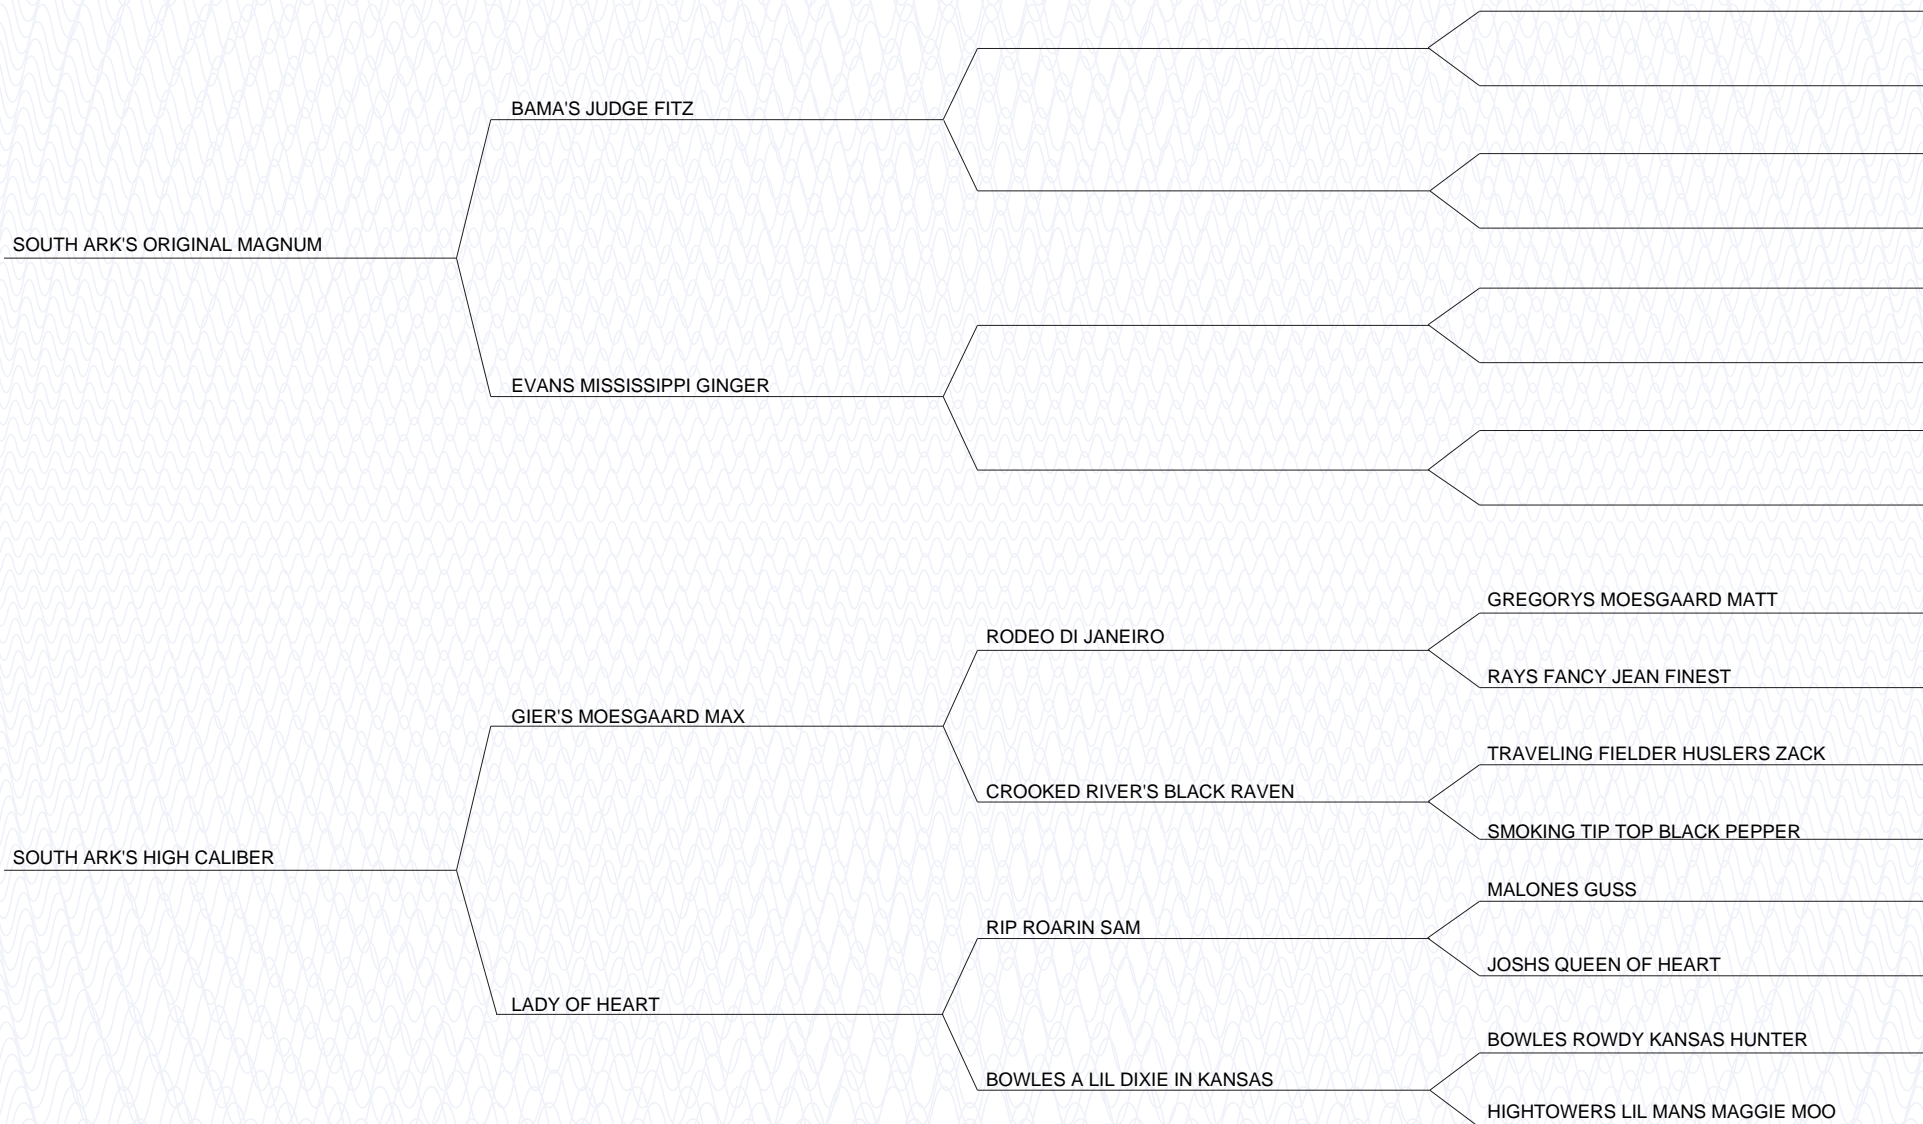 BAMA'S JUDGE FITZ
SOUTH ARK'S ORIGINAL MAGNUM
EVANS MISSISSIPPI GINGER
GREGORYS MOESGAARD MATT
RODEO DI JANEIRO
RAYS FANCY JEAN FINEST
GIER'S MOESGAARD MAX
TRAVELING FIELDER HUSLERS ZACK
CROOKED RIVER'S BLACK RAVEN
SMOKING TIP TOP BLACK PEPPER
SOUTH ARK'S HIGH CALIBER
MALONES GUSS
RIP ROARIN SAM
JOSHS QUEEN OF HEART
LADY OF HEART
BOWLES ROWDY KANSAS HUNTER
BOWLES A LIL DIXIE IN KANSAS
HIGHTOWERS LIL MANS MAGGIE MOO